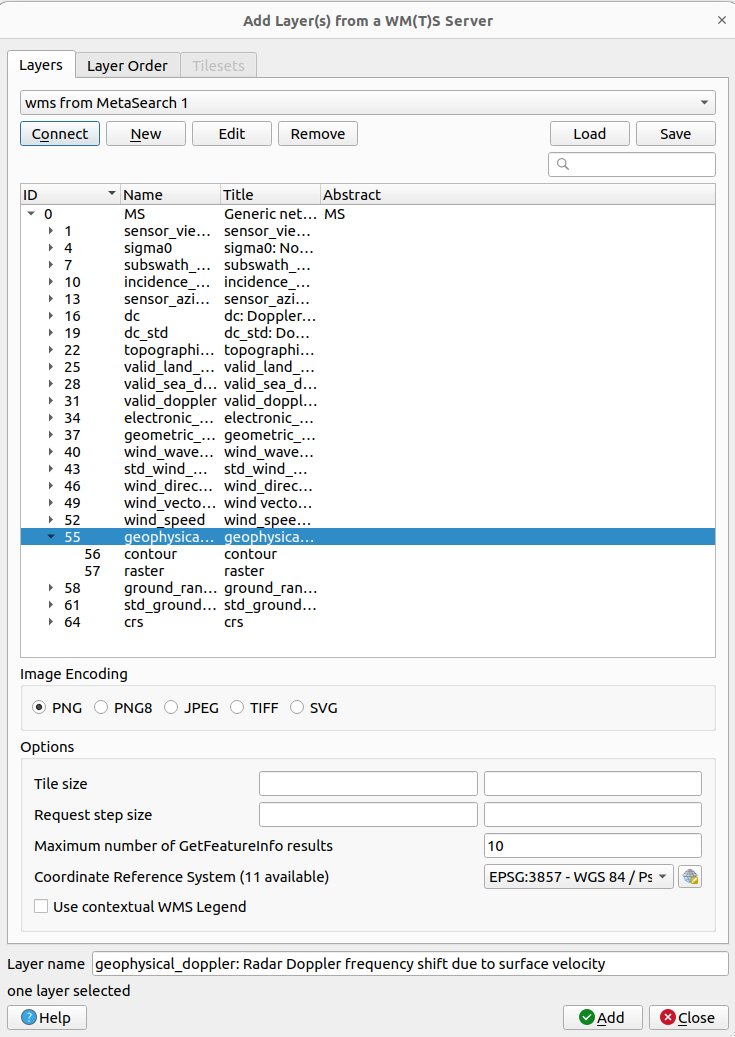 Add Layer(s) from a WM(T)S Server
Layers Layer Order Tilesets
wms from MetaSearch 1
Connect New Edit Remove Load Save
ID Name Title Abstract
0 MS Generic net... MS
1 sensor_vie... sensor_vie...
4 sigma0 sigma0: No...
7 subswath_... subswath_...
10 incidence_... incidence_...
13 sensor_azi... sensor_azi...
16 dc dc: Doppler...
19 dc_std dc_std: Do...
22 topographi... topographi...
25 valid_land_... valid_land_...
28 valid_sea_d... valid_sea_d...
31 valid_doppler valid_doppl...
34 electronic_... electronic_...
37 geometric_... geometric_...
40 wind_wave... wind_wave...
43 std_wind_... std_wind_...
46 wind_direc... wind_direc...
49 wind_vecto... wind vecto...
52 wind_speed wind_spee...
55 geophysica... geophysica...
56 contour contour
57 raster raster
58 ground_ran... ground_ran...
61 std_ground... std_ground...
64 crs crs
Image Encoding
PNG PNG8 JPEG TIFF SVG
Options
Tile size
Request step size
Maximum number of GetFeatureInfo results 10
Coordinate Reference System (11 available) EPSG:3857 - WGS 84 / Ps
Use contextual WMS Legend
Layer name geophysical_doppler: Radar Doppler frequency shift due to surface velocity
one layer selected
Help Add Close